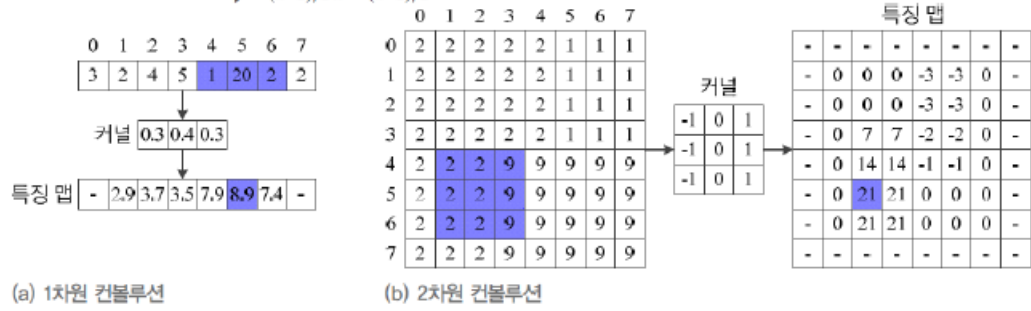 0 1 2 3 4 5 6 7
3 2 4 5 1 20 2 2
커널 0.3 0.4 0.3
특징 맵 - 2.9 3.7 3.5 7.9 8.9 7.4 -
(a) 1차원 컨볼루션
0 1 2 3 4 5 6 7
0 2 2 2 2 2 1 1 1
1 2 2 2 2 2 1 1 1
2 2 2 2 2 2 1 1 1
3 2 2 2 2 2 1 1 1
4 2 2 2 9 9 9 9 9
5 2 2 2 9 9 9 9 9
6 2 2 2 9 9 9 9 9
7 2 2 2 9 9 9 9 9
커널
-1 0 1
-1 0 1
-1 0 1
특징 맵
- - - - - - - -
- 0 0 0 -3 -3 0 -
- 0 0 0 -3 -3 0 -
- 0 7 7 -2 -2 0 -
- 0 14 14 -1 -1 0 -
- 0 21 21 0 0 0 -
- 0 21 21 0 0 0 -
- - - - - - - -
(b) 2차원 컨볼루션